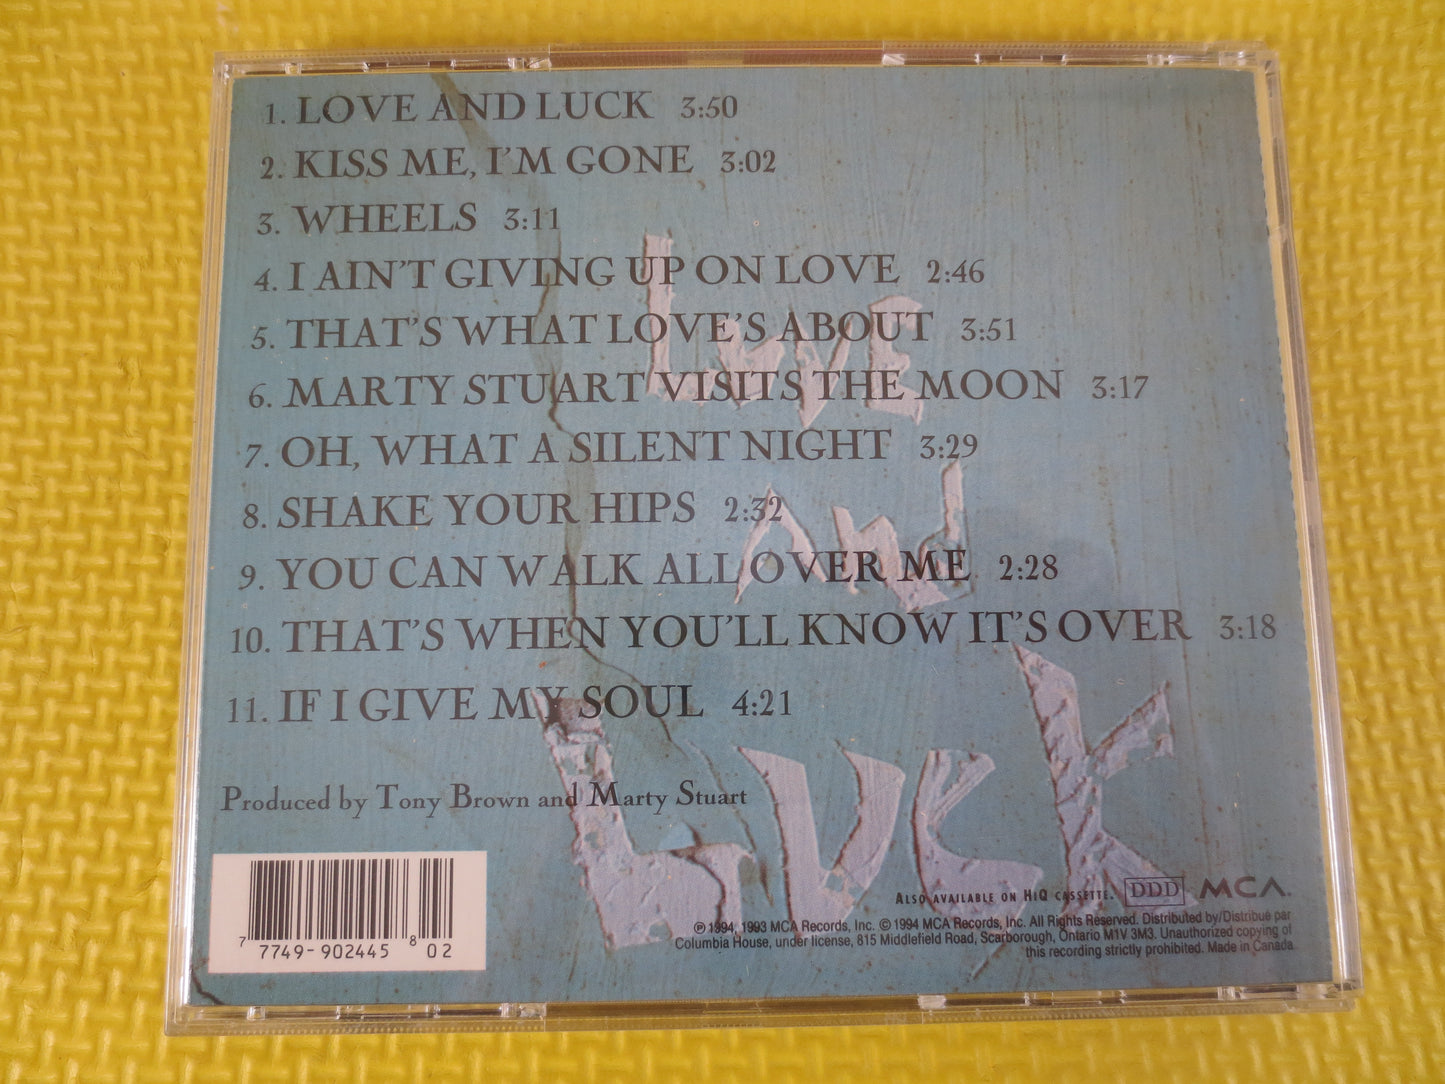 1. LOVE AND LUCK 3:50
2. KISS ME, I'M GONE 3:02
3. WHEELS 3:11
4. I AIN'T GIVING UP ON LOVE 2:46
5. THAT'S WHAT LOVE'S ABOUT 3:51
6. MARTY STUART VISITS THE MOON 3:17
7. OH, WHAT A SILENT NIGHT 3:29
8. SHAKE YOUR HIPS 2:32
9. YOU CAN WALK ALL OVER ME 2:28
10. THAT'S WHEN YOU'LL KNOW IT'S OVER 3:18
11. IF I GIVE MY SOUL 4:21
LOVE
AND
LUCK
Produced by Tony Brown and Marty Stuart
7 7749-902445 8 02
ALSO AVAILABLE ON HIQ CASSETTE. DDD MCA.
℗ 1994, 1993 MCA Records, Inc. © 1994 MCA Records, Inc. All Rights Reserved. Distributed by/Distribué par
Columbia House, under license, 815 Middlefield Road, Scarborough, Ontario M1V 3M3. Unauthorized copying of
this recording strictly prohibited. Made in Canada